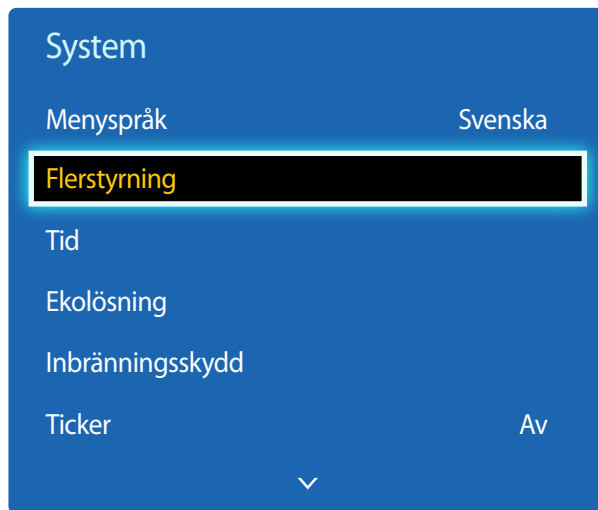 System
Menyspråk Svenska
Flerstyrning
Tid
Ekolösning
Inbränningsskydd
Ticker Av